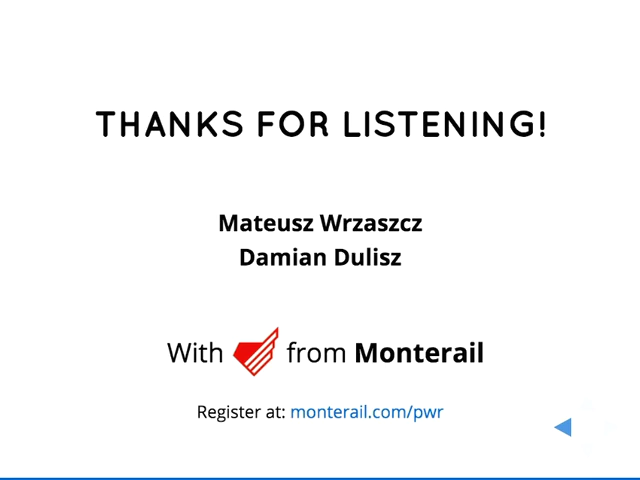 THANKS FOR LISTENING!
Mateusz Wrzaszcz
Damian Dulisz
With from Monterail
Register at: monterail.com/pwr